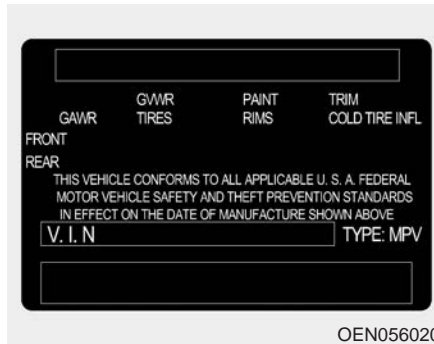 GVWR PAINT TRIM
GAWR TIRES RIMS COLD TIRE INFL
FRONT
REAR
THIS VEHICLE CONFORMS TO ALL APPLICABLE U. S. A. FEDERAL
MOTOR VEHICLE SAFETY AND THEFT PREVENTION STANDARDS
IN EFFECT ON THE DATE OF MANUFACTURE SHOWN ABOVE
V. I. N TYPE: MPV
OEN056020